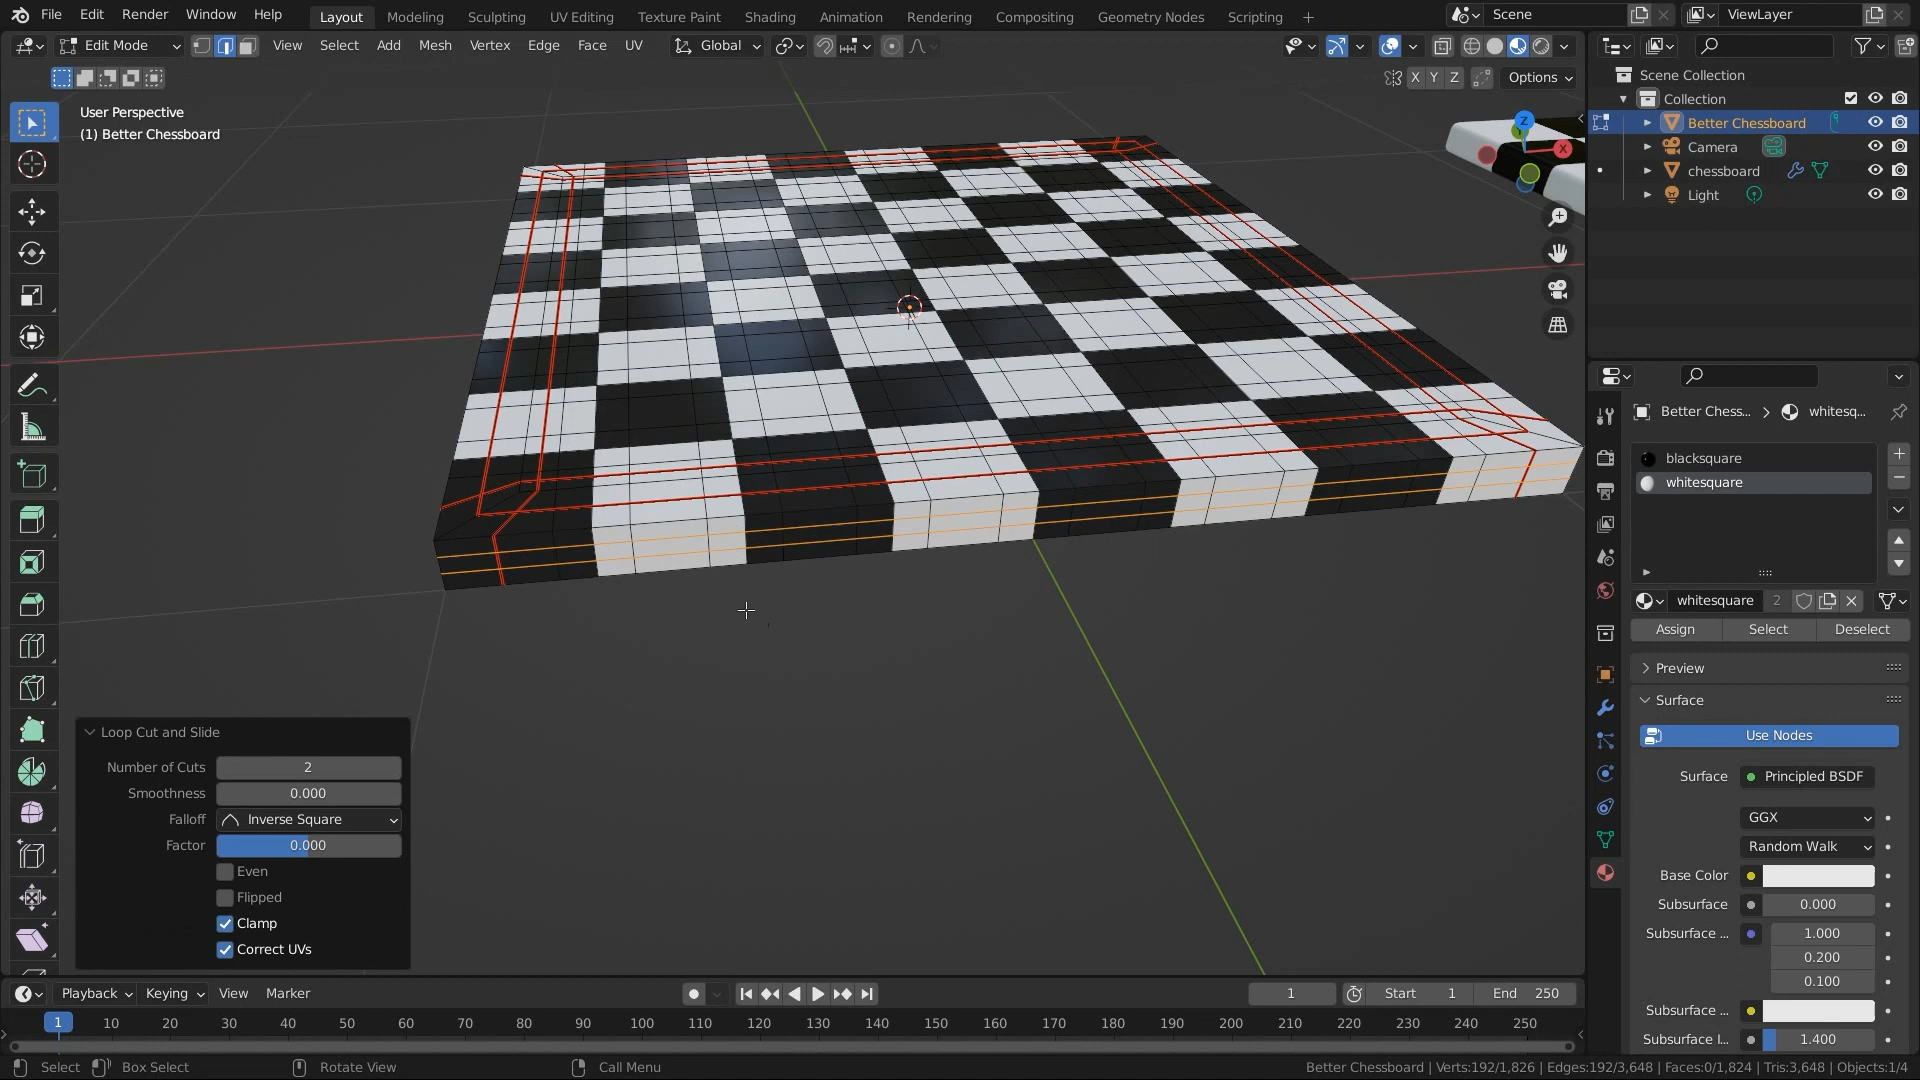 File Edit Render Window Help Layout Modeling Sculpting UV Editing Texture Paint Shading Animation Rendering Compositing Geometry Nodes Scripting + Scene ViewLayer
Edit Mode View Select Add Mesh Vertex Edge Face UV Global
X Y Z Options
User Perspective
(1) Better Chessboard
Z
Y
X
Scene Collection
Collection
Better Chessboard
Camera
chessboard
Light
Better Chess... > whitesq...
blacksquare
whitesquare
whitesquare 2
Assign Select Deselect
Preview
Surface
Use Nodes
Surface Principled BSDF
GGX
Random Walk
Base Color
Subsurface 0.000
Subsurface ... 1.000
0.200
0.100
Subsurface ...
Subsurface I... 1.400
Loop Cut and Slide
Number of Cuts 2
Smoothness 0.000
Falloff Inverse Square
Factor 0.000
Even
Flipped
Clamp
Correct UVs
Playback Keying View Marker 1 Start 1 End 250
1 10 20 30 40 50 60 70 80 90 100 110 120 130 140 150 160 170 180 190 200 210 220 230 240 250
Select Box Select Rotate View Call Menu Better Chessboard | Verts:192/1,826 | Edges:192/3,648 | Faces:0/1,824 | Tris:3,648 | Objects:1/4